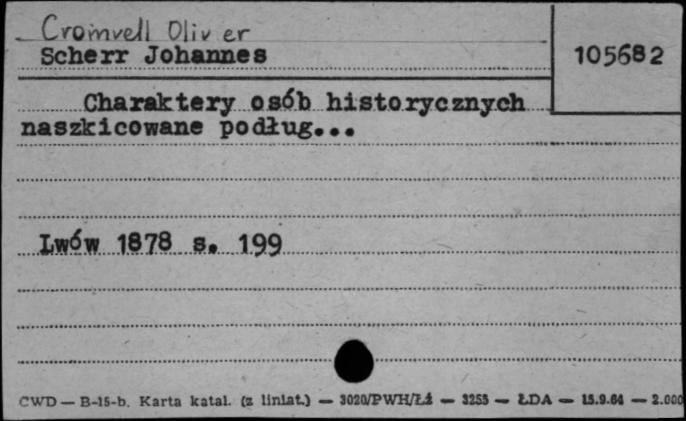 Cromvell Oliver
Scherr Johannes
105682
Charaktery osób historycznych
naszkicowane podług...
Lwów 1878 s. 199
CWD — B-15-b. Karta katal. (z liniat.) — 3020/PWH/Łź — 3255 — ŁDA — 15.9.64 — 2.000